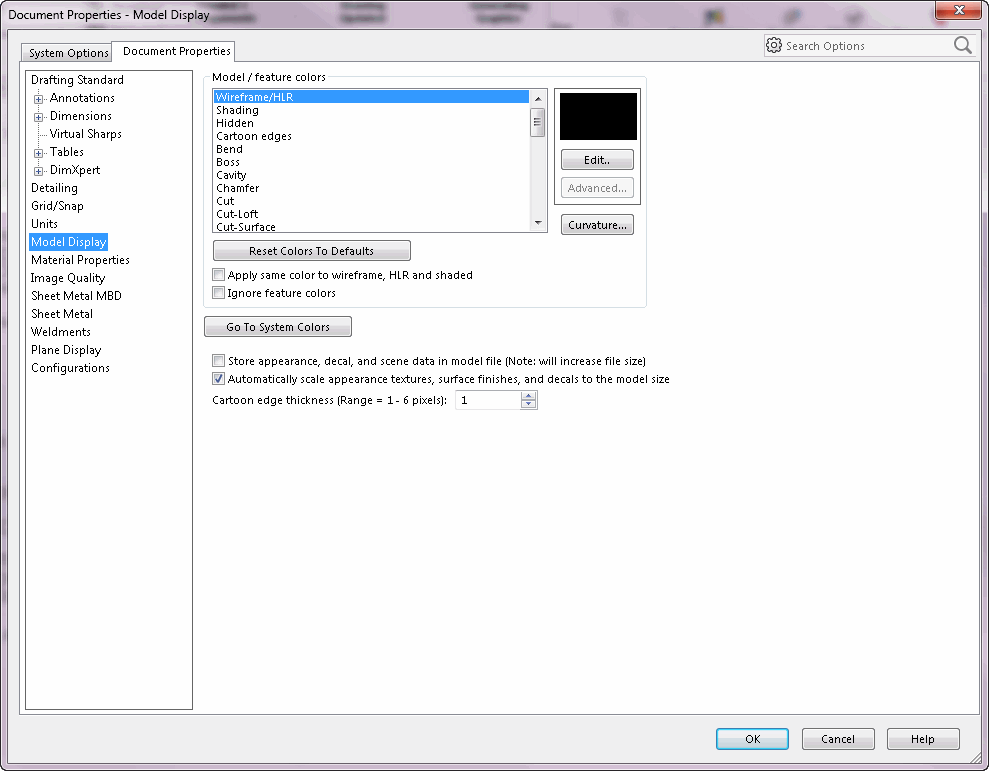 Document Properties - Model Display
System Options
Document Properties
Search Options
Drafting Standard
Annotations
Dimensions
Virtual Sharps
Tables
DimXpert
Detailing
Grid/Snap
Units
Model Display
Material Properties
Image Quality
Sheet Metal MBD
Sheet Metal
Weldments
Plane Display
Configurations
Model / feature colors
Wireframe/HLR
Shading
Hidden
Cartoon edges
Bend
Boss
Cavity
Chamfer
Cut
Cut-Loft
Cut-Surface
Edit..
Advanced...
Curvature...
Reset Colors To Defaults
Apply same color to wireframe, HLR and shaded
Ignore feature colors
Go To System Colors
Store appearance, decal, and scene data in model file (Note: will increase file size)
Automatically scale appearance textures, surface finishes, and decals to the model size
Cartoon edge thickness (Range = 1 - 6 pixels): 1
OK
Cancel
Help